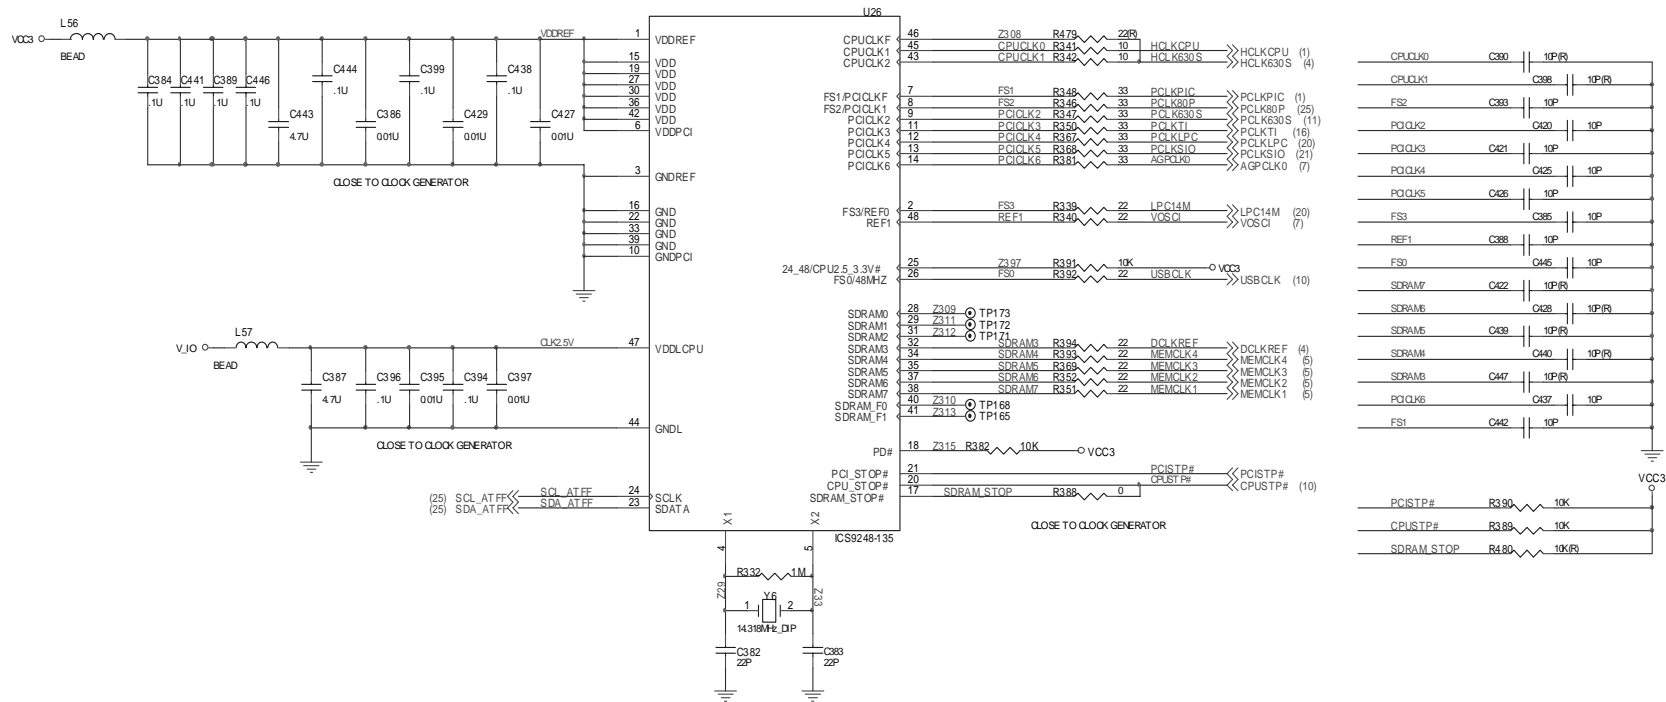 U26
L56
VCC3
BEAD
VDDREF
C384
.1U
C441
.1U
C389
.1U
C446
.1U
C443
4.7U
C444
.1U
C386
0.01U
C399
.1U
C429
0.01U
C438
.1U
C427
0.01U
CLOSE TO CLOCK GENERATOR
1 VDDREF
15 VDD
19 VDD
27 VDD
30 VDD
36 VDD
42 VDD
6 VDDPCI
3 GNDREF
16 GND
22 GND
33 GND
39 GND
10 GNDPCI
L57
V_IO
BEAD
CLK2.5V
47 VDDLCPU
C387
4.7U
C396
.1U
C395
0.01U
C394
.1U
C397
0.01U
44 GNDL
CLOSE TO CLOCK GENERATOR
(25) SCL_ATFF SCL_ATFF 24 SCLK
(25) SDA_ATFF SDA_ATFF 23 SDATA
CPUCLKF 46 Z308 R479 22(R)
CPUCLK1 45 CPUCLK0 R341 10 HCLKCPU HCLKCPU (1)
CPUCLK2 43 CPUCLK1 R342 10 HCLK630S HCLK630S (4)
FS1/PCICLKF 7 FS1 R348 33 PCLKPIC PCLKPIC (1)
FS2/PCICLK1 8 FS2 R346 33 PCLK80P PCLK80P (25)
PCICLK2 9 PCICLK2 R347 33 PCLK630S PCLK630S (11)
PCICLK3 11 PCICLK3 R350 33 PCLKTI PCLKTI (16)
PCICLK4 12 PCICLK4 R367 33 PCLKLPC PCLKLPC (20)
PCICLK5 13 PCICLK5 R368 33 PCLKSIO PCLKSIO (21)
PCICLK6 14 PCICLK6 R381 33 AGPCLK0 AGPCLK0 (7)
FS3/REF0 2 FS3 R339 22 LPC14M LPC14M (20)
REF1 48 REF1 R340 22 VOSCI VOSCI (7)
24_48/CPU2.5_3.3V# 25 Z397 R391 10K VCC3
FS0/48MHZ 26 FS0 R392 22 USBCLK USBCLK (10)
SDRAM0 28 Z309 TP173
SDRAM1 29 Z311 TP172
SDRAM2 31 Z312 TP171
SDRAM3 32 SDRAM3 R394 22 DCLKREF DCLKREF (4)
SDRAM4 34 SDRAM4 R393 22 MEMCLK4 MEMCLK4 (5)
SDRAM5 35 SDRAM5 R369 22 MEMCLK3 MEMCLK3 (5)
SDRAM6 37 SDRAM6 R352 22 MEMCLK2 MEMCLK2 (5)
SDRAM7 38 SDRAM7 R351 22 MEMCLK1 MEMCLK1 (5)
SDRAM_F0 40 Z310 TP168
SDRAM_F1 41 Z313 TP165
PD# 18 Z315 R382 10K VCC3
PCI_STOP# 21 PCISTP# PCISTP#
CPU_STOP# 20 CPUSTP# CPUSTP# (10)
SDRAM_STOP# 17 SDRAM_STOP R388 0
CLOSE TO CLOCK GENERATOR
X1 X2
ICS9248-135
4 5
R332 1M
Z29 Z33
Y6
1 2
14.318MHz_DIP
C382
22P
C383
22P
CPUCLK0 C390 10P(R)
CPUCLK1 C398 10P(R)
FS2 C393 10P
PCICLK2 C420 10P
PCICLK3 C421 10P
PCICLK4 C425 10P
PCICLK5 C426 10P
FS3 C385 10P
REF1 C388 10P
FS0 C445 10P
SDRAM7 C422 10P(R)
SDRAM6 C428 10P(R)
SDRAM5 C439 10P(R)
SDRAM4 C440 10P(R)
SDRAM3 C447 10P(R)
PCICLK6 C437 10P
FS1 C442 10P
VCC3
PCISTP# R390 10K
CPUSTP# R389 10K
SDRAM_STOP R480 10K(R)